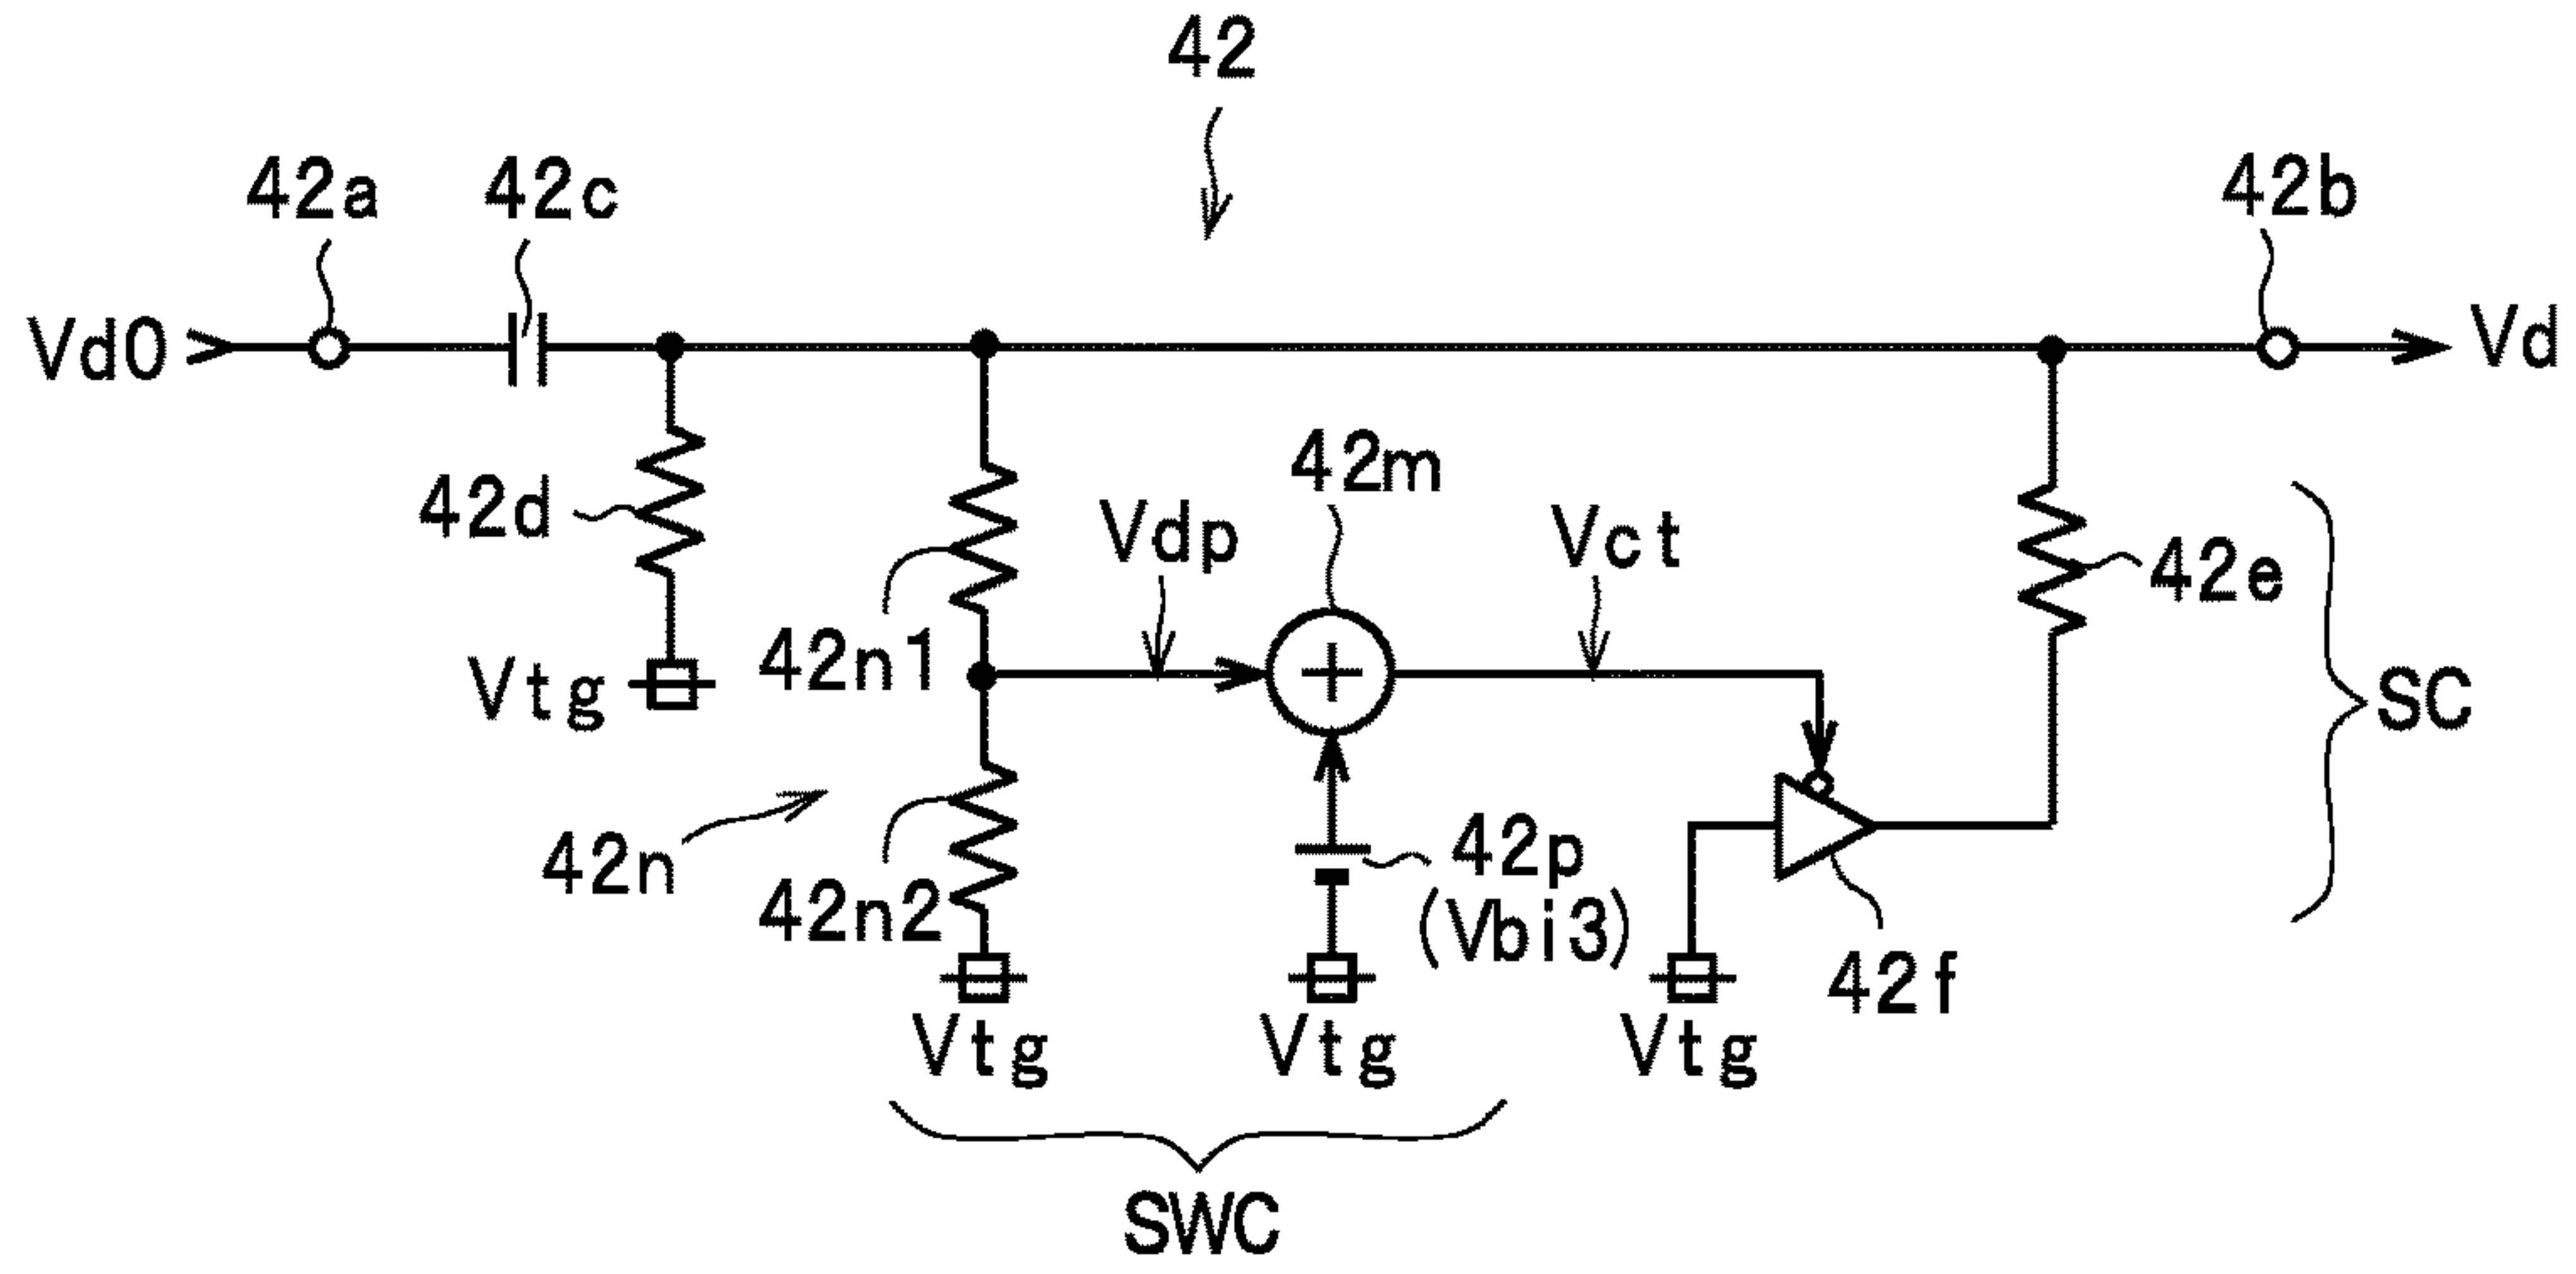 42
42a
42c
42b
Vd0
Vd
42d
42m
Vdp
Vct
42e
42n1
Vtg
SC
42n
42n2
42p
(Vbi3)
42f
Vtg
Vtg
Vtg
SWC